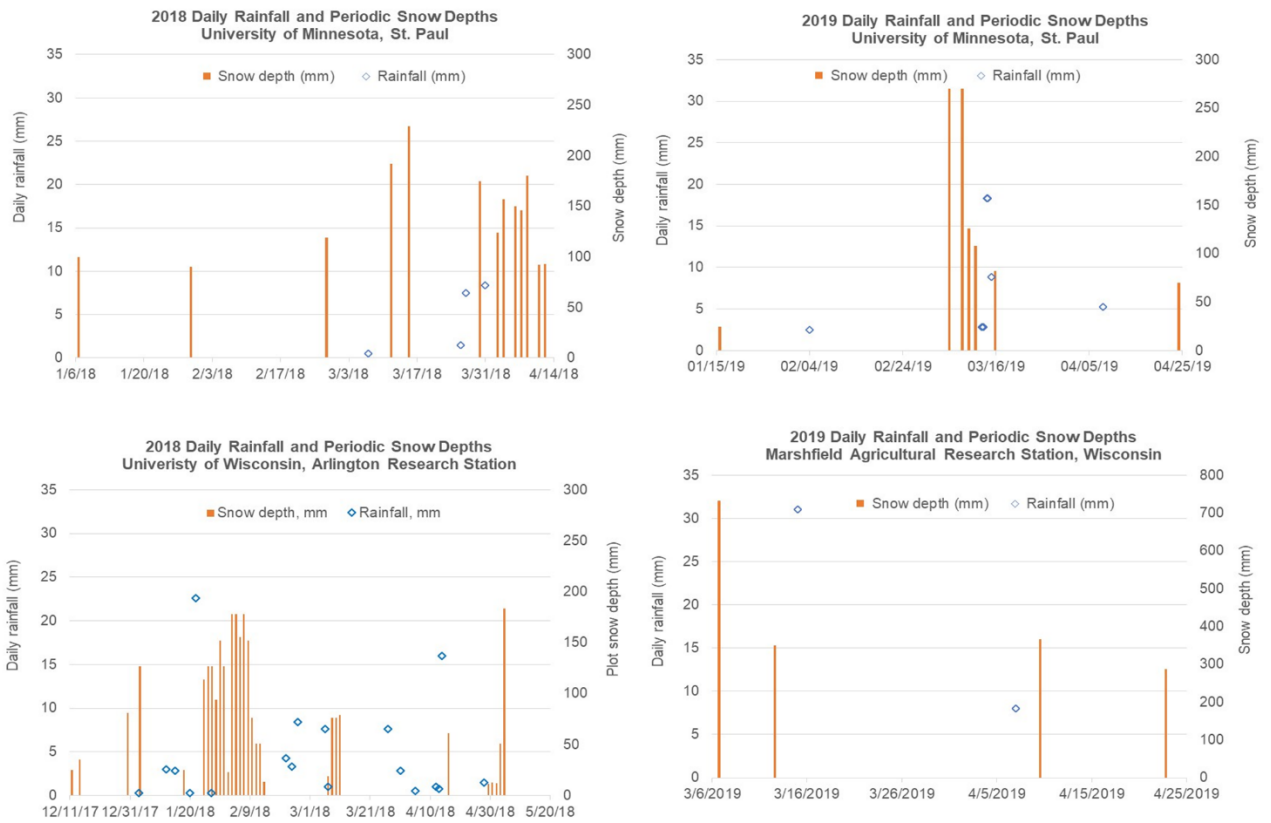 2018 Daily Rainfall and Periodic Snow Depths
University of Minnesota, St. Paul
Snow depth (mm) Rainfall (mm)
Daily rainfall (mm)
35
30
25
20
15
10
5
0
Snow depth (mm)
300
250
200
150
100
50
0
1/6/18 1/20/18 2/3/18 2/17/18 3/3/18 3/17/18 3/31/18 4/14/18
2019 Daily Rainfall and Periodic Snow Depths
University of Minnesota, St. Paul
Snow depth (mm) Rainfall (mm)
Daily rainfall (mm)
35
30
25
20
15
10
5
0
Snow depth (mm)
300
250
200
150
100
50
0
01/15/19 02/04/19 02/24/19 03/16/19 04/05/19 04/25/19
2018 Daily Rainfall and Periodic Snow Depths
Univeristy of Wisconsin, Arlington Research Station
Snow depth, mm Rainfall, mm
Daily rainfall (mm)
35
30
25
20
15
10
5
0
Plot snow depth (mm)
300
250
200
150
100
50
0
12/11/17 12/31/17 1/20/18 2/9/18 3/1/18 3/21/18 4/10/18 4/30/18 5/20/18
2019 Daily Rainfall and Periodic Snow Depths
Marshfield Agricultural Research Station, Wisconsin
Snow depth (mm) Rainfall (mm)
Daily rainfall (mm)
35
30
25
20
15
10
5
0
Snow depth (mm)
800
700
600
500
400
300
200
100
0
3/6/2019 3/16/2019 3/26/2019 4/5/2019 4/15/2019 4/25/2019